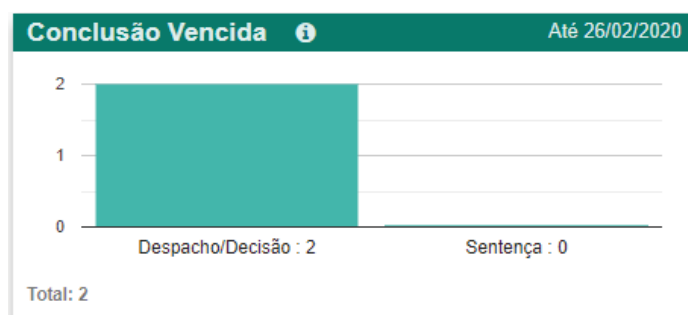 Conclusão Vencida Até 26/02/2020
2
1
0
Despacho/Decisão : 2 Sentença : 0
Total: 2